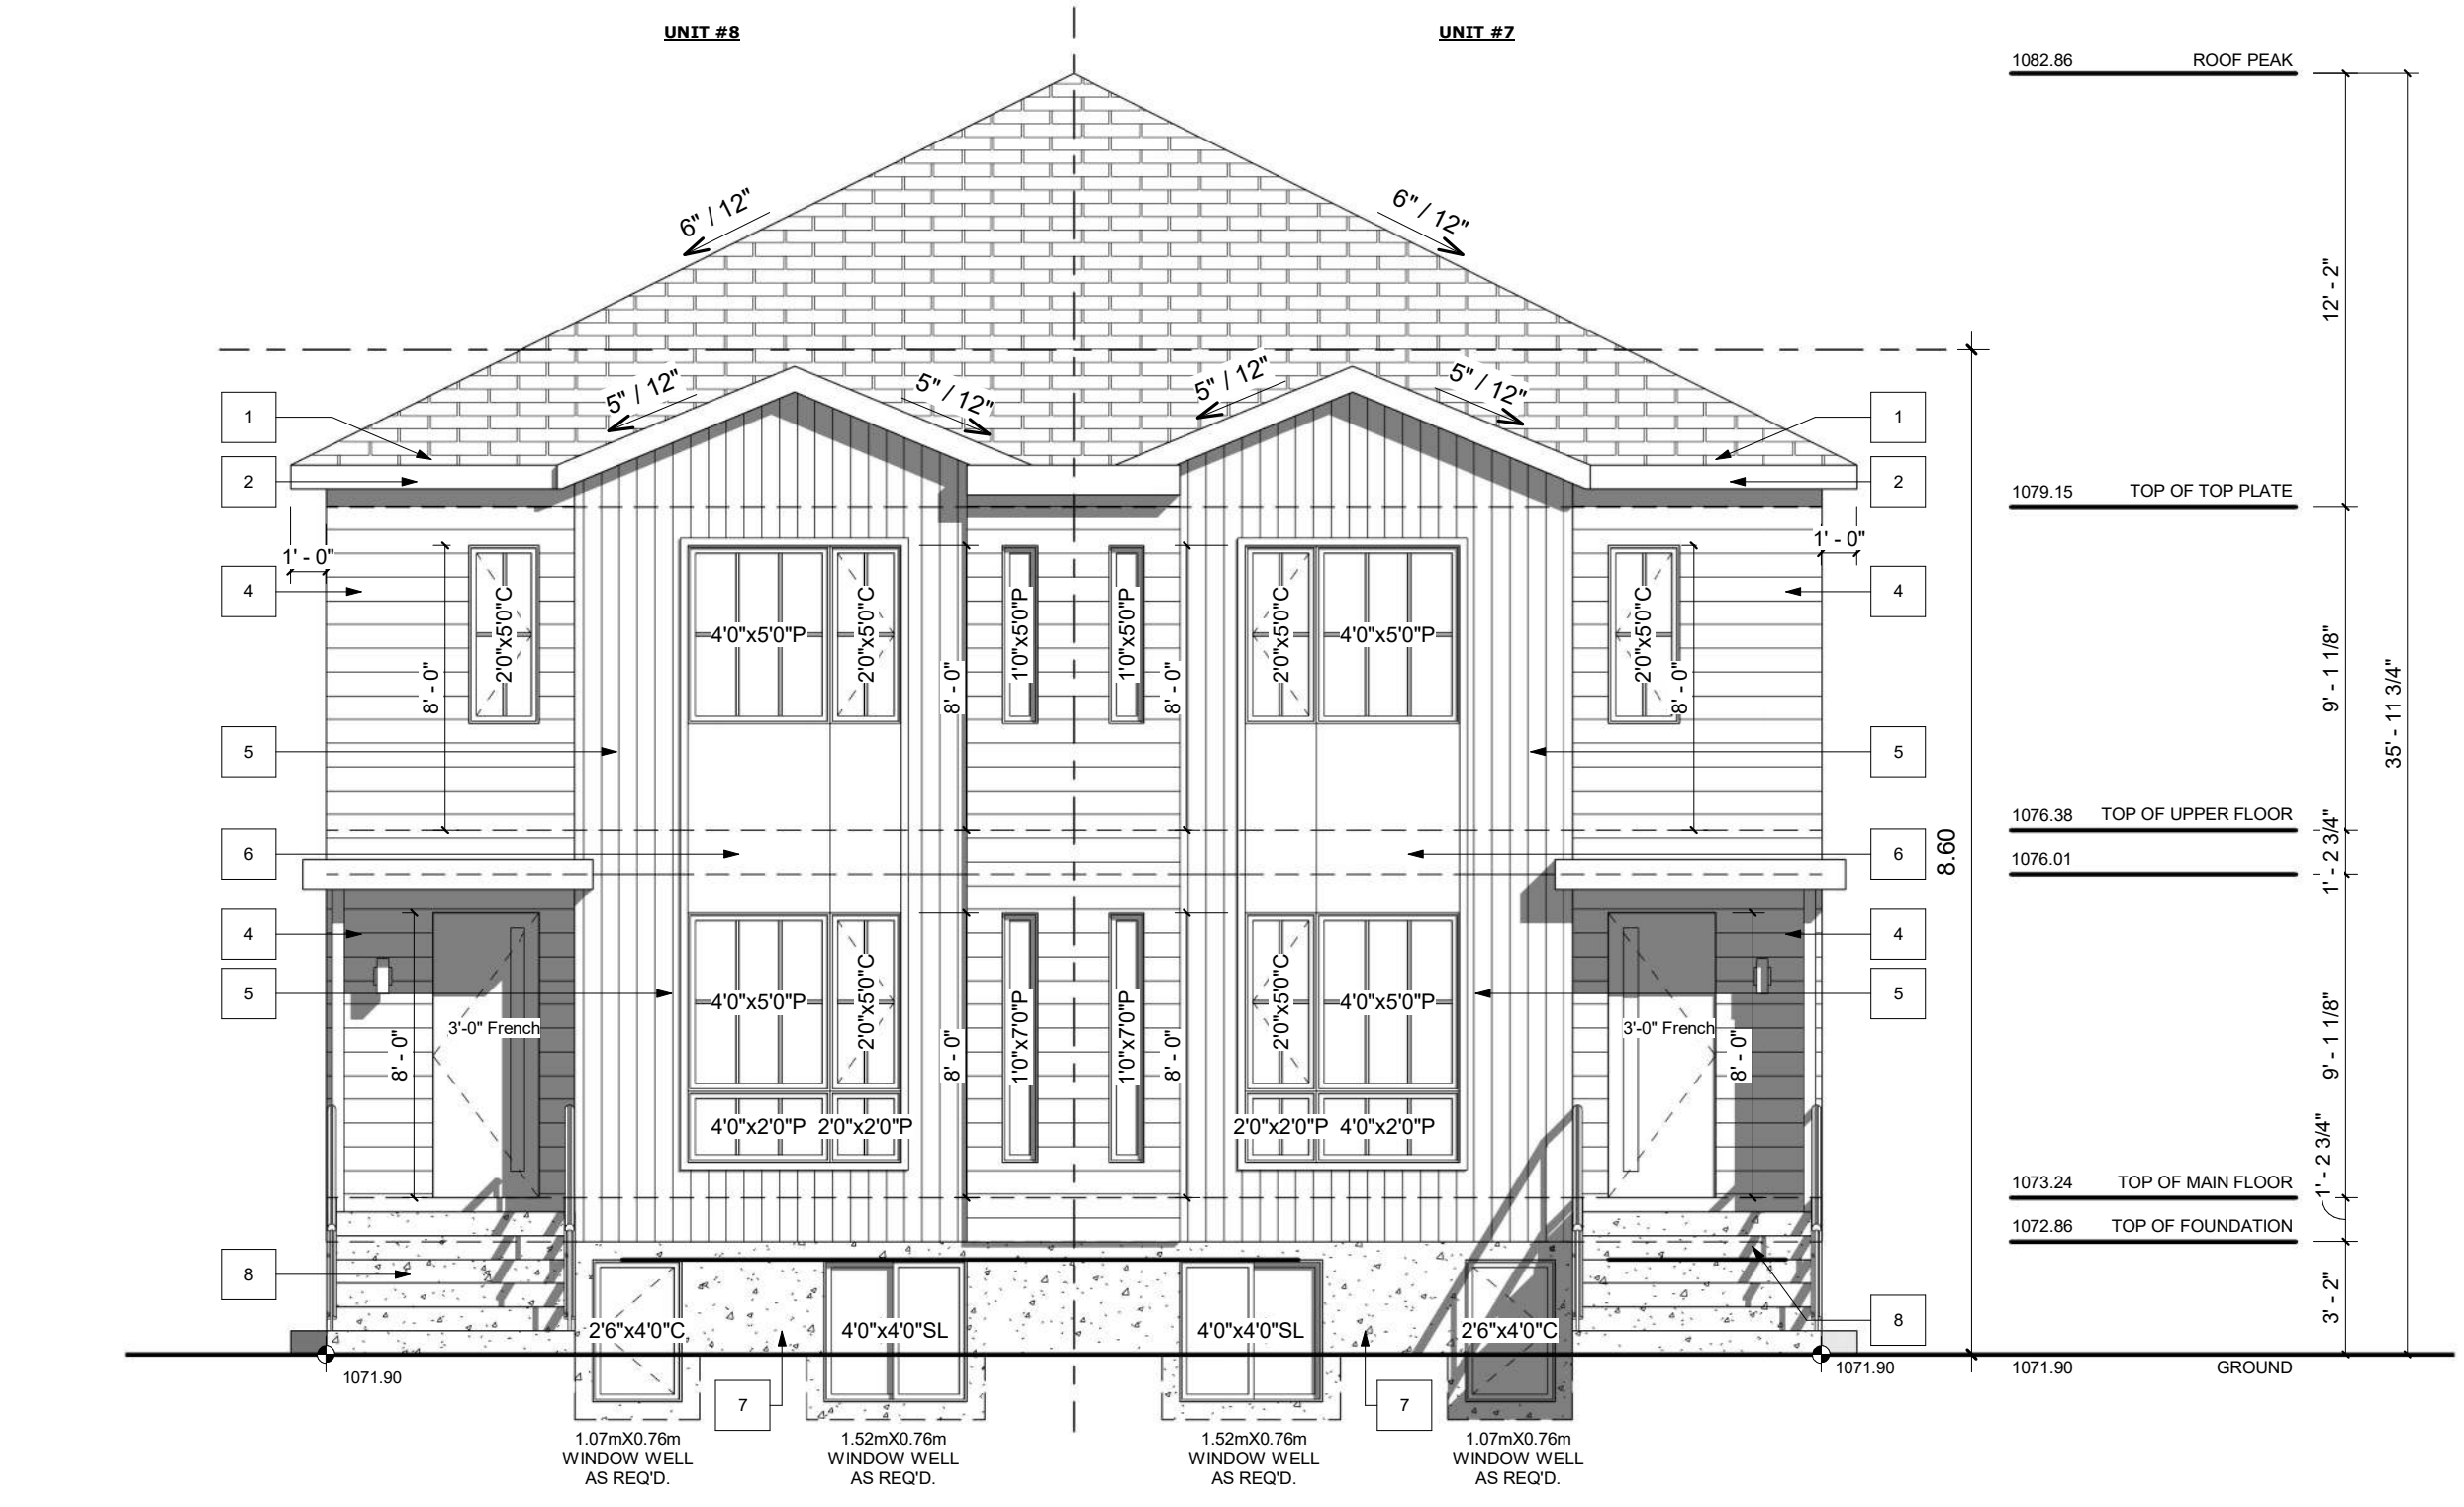 UNIT #8
UNIT #7
1082.86 ROOF PEAK
6" / 12"
6" / 12"
12' - 2"
5" / 12"
5" / 12"
5" / 12"
5" / 12"
1
1
2
2
1079.15 TOP OF TOP PLATE
1' - 0"
1' - 0"
4
4
2'0"x5'0"C
4'0"x5'0"P
2'0"x5'0"C
1'0"x5'0"P
1'0"x5'0"P
2'0"x5'0"C
4'0"x5'0"P
2'0"x5'0"C
8' - 0"
8' - 0"
8' - 0"
8' - 0"
9' - 1 1/8"
35' - 11 3/4"
5
5
1076.38 TOP OF UPPER FLOOR
6
6
8.60
1076.01
1' - 2 3/4"
4
4
5
5
3'-0" French
4'0"x5'0"P
2'0"x5'0"C
1'0"x7'0"P
1'0"x7'0"P
2'0"x5'0"C
4'0"x5'0"P
3'-0" French
8' - 0"
8' - 0"
8' - 0"
8' - 0"
9' - 1 1/8"
4'0"x2'0"P
2'0"x2'0"P
2'0"x2'0"P
4'0"x2'0"P
1' - 2 3/4"
1073.24 TOP OF MAIN FLOOR
1072.86 TOP OF FOUNDATION
8
8
2'6"x4'0"C
4'0"x4'0"SL
4'0"x4'0"SL
2'6"x4'0"C
3' - 2"
1071.90
1071.90
1071.90 GROUND
7
7
1.07mX0.76m
WINDOW WELL
AS REQ'D.
1.52mX0.76m
WINDOW WELL
AS REQ'D.
1.52mX0.76m
WINDOW WELL
AS REQ'D.
1.07mX0.76m
WINDOW WELL
AS REQ'D.